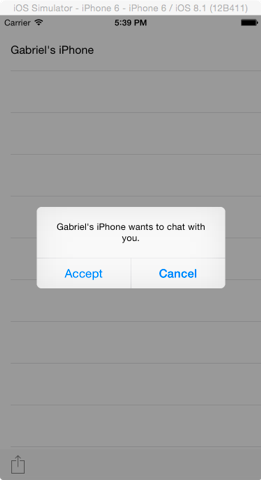 iOS Simulator - iPhone 6 - iPhone 6 / iOS 8.1 (12B411)
Carrier 5:39 PM
Gabriel's iPhone
Gabriel's iPhone wants to chat with
you.
Accept Cancel